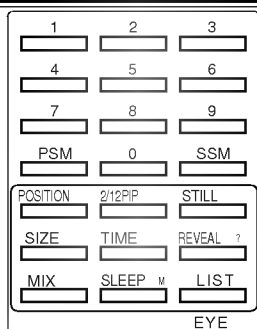 1 2 3
4 5 6
7 8 9
PSM 0 SSM
POSITION 2/12PIP STILL
SIZE TIME REVEAL ?
MIX SLEEP M LIST
EYE